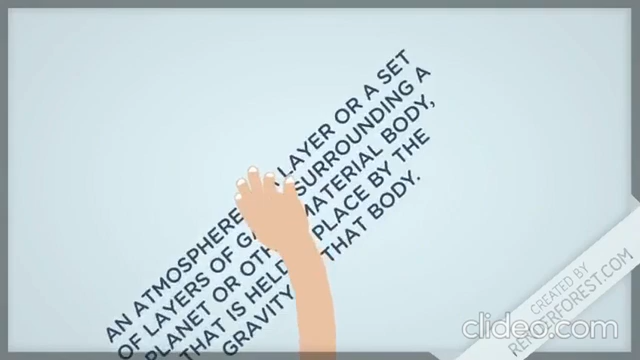 AN ATMOSPHERE LAYER OR A SET
OF LAYERS OF SURROUNDING A
PLANET OR MATERIAL BODY,
THAT IS HELD PLACE BY THE
GRAVITY THAT BODY.
CREATED BY
RENDERFOREST.COM
clideo.com